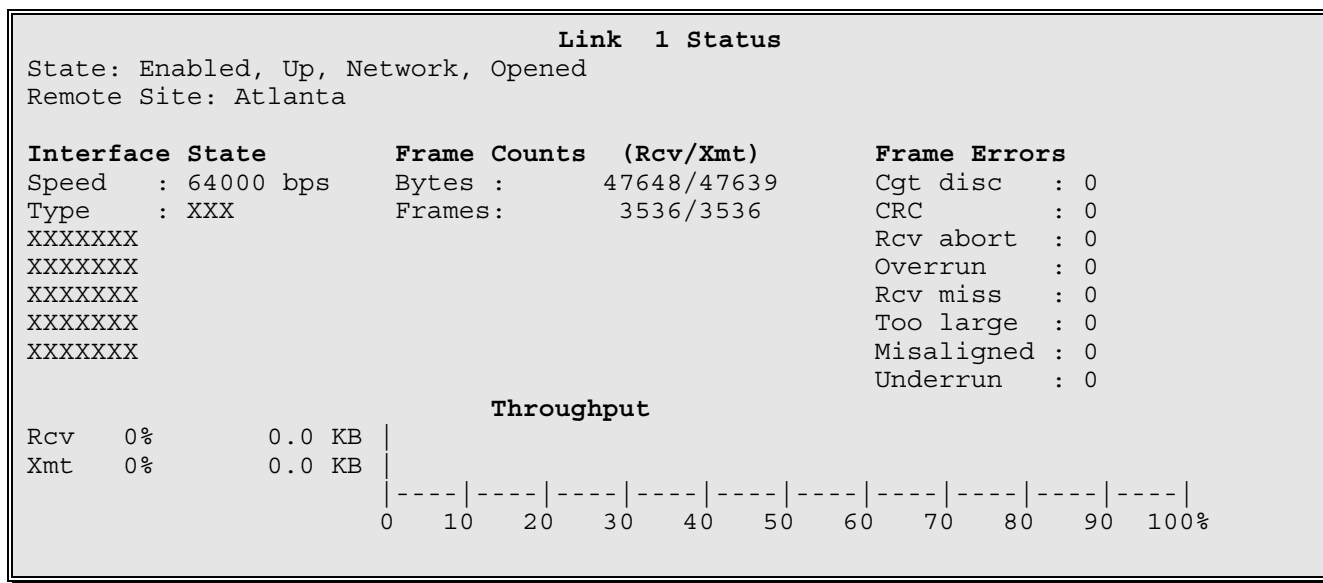 Link  1 Status
State: Enabled, Up, Network, Opened
Remote Site: Atlanta
Interface State       Frame Counts  (Rcv/Xmt)        Frame Errors
Speed   : 64000 bps    Bytes :       47648/47639       Cgt disc   : 0
Type    : XXX          Frames:        3536/3536        CRC        : 0
XXXXXXX                                                Rcv abort  : 0
XXXXXXX                                                Overrun    : 0
XXXXXXX                                                Rcv miss   : 0
XXXXXXX                                                Too large  : 0
XXXXXXX                                                Misaligned : 0
Underrun   : 0
Throughput
Rcv   0%        0.0 KB |
Xmt   0%        0.0 KB |
|----|----|----|----|----|----|----|----|----|----|
0   10   20   30   40   50   60   70   80   90  100%